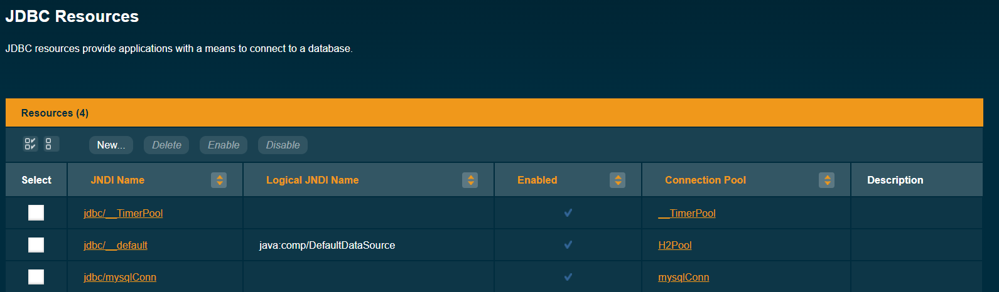 JDBC Resources
JDBC resources provide applications with a means to connect to a database.
Resources (4)
New... Delete Enable Disable
Select JNDI Name Logical JNDI Name Enabled Connection Pool Description
jdbc/__TimerPool __TimerPool
jdbc/__default java:comp/DefaultDataSource H2Pool
jdbc/mysqlConn mysqlConn